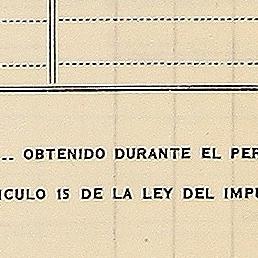 .. OBTENIDO DURANTE EL PER
ICULO 15 DE LA LEY DEL IMPU